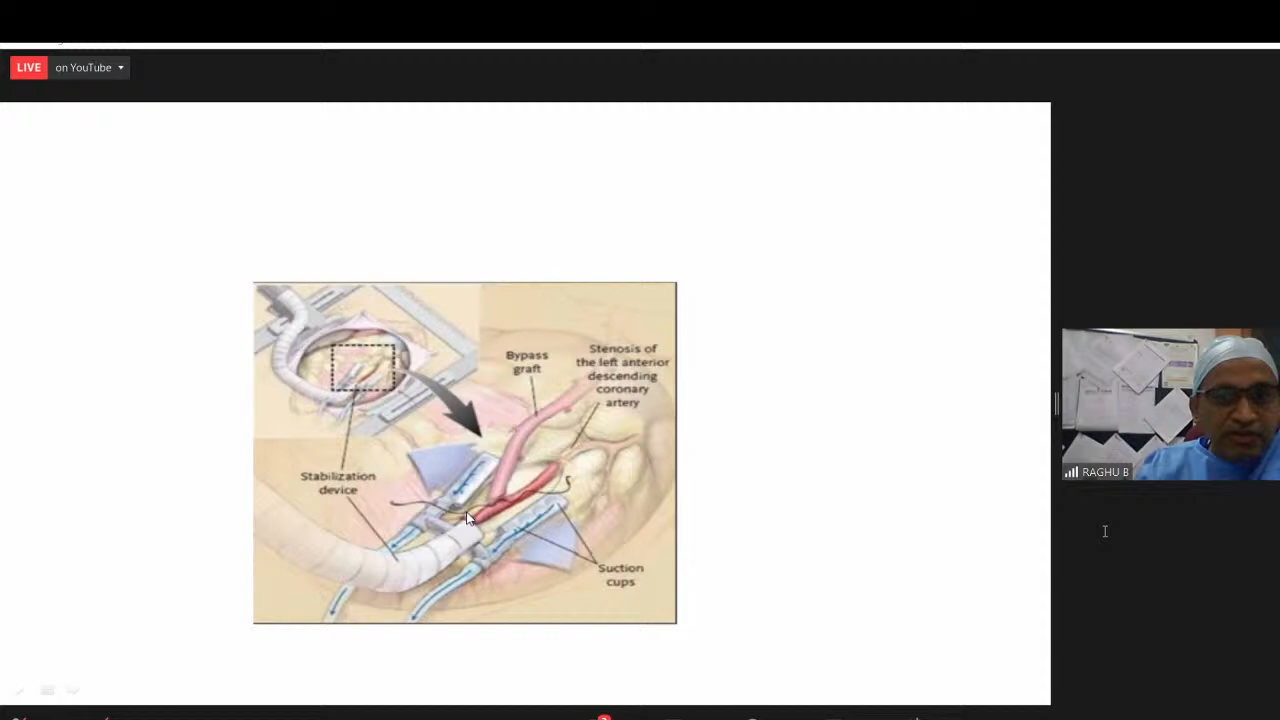 LIVE on YouTube
Bypass
graft
Stenosis of
the left anterior
descending
coronary
artery
Stabilization
device
Suction
cups
RAGHU B